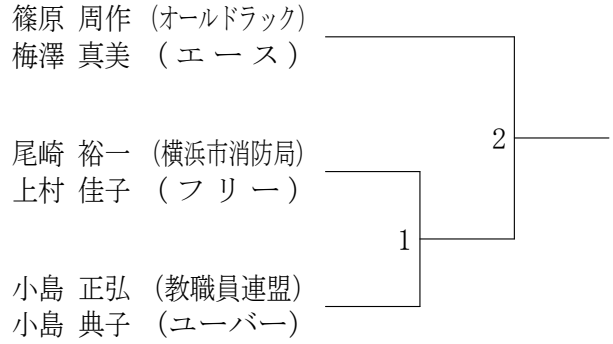 篠原 周作 (オールドラック)
梅澤 真美 (エース)
2
尾崎 裕一 (横浜市消防局)
上村 佳子 (フリー)
1
小島 正弘 (教職員連盟)
小島 典子 (ユーバー)